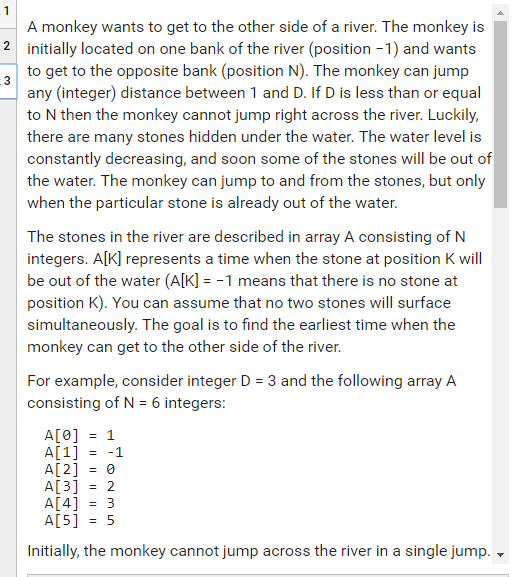 1
2
3
A monkey wants to get to the other side of a river. The monkey is
initially located on one bank of the river (position −1) and wants
to get to the opposite bank (position N). The monkey can jump
any (integer) distance between 1 and D. If D is less than or equal
to N then the monkey cannot jump right across the river. Luckily,
there are many stones hidden under the water. The water level is
constantly decreasing, and soon some of the stones will be out of
the water. The monkey can jump to and from the stones, but only
when the particular stone is already out of the water.
The stones in the river are described in array A consisting of N
integers. A[K] represents a time when the stone at position K will
be out of the water (A[K] = −1 means that there is no stone at
position K). You can assume that no two stones will surface
simultaneously. The goal is to find the earliest time when the
monkey can get to the other side of the river.
For example, consider integer D = 3 and the following array A
consisting of N = 6 integers:
A[0] = 1
A[1] = -1
A[2] = 0
A[3] = 2
A[4] = 3
A[5] = 5
Initially, the monkey cannot jump across the river in a single jump.